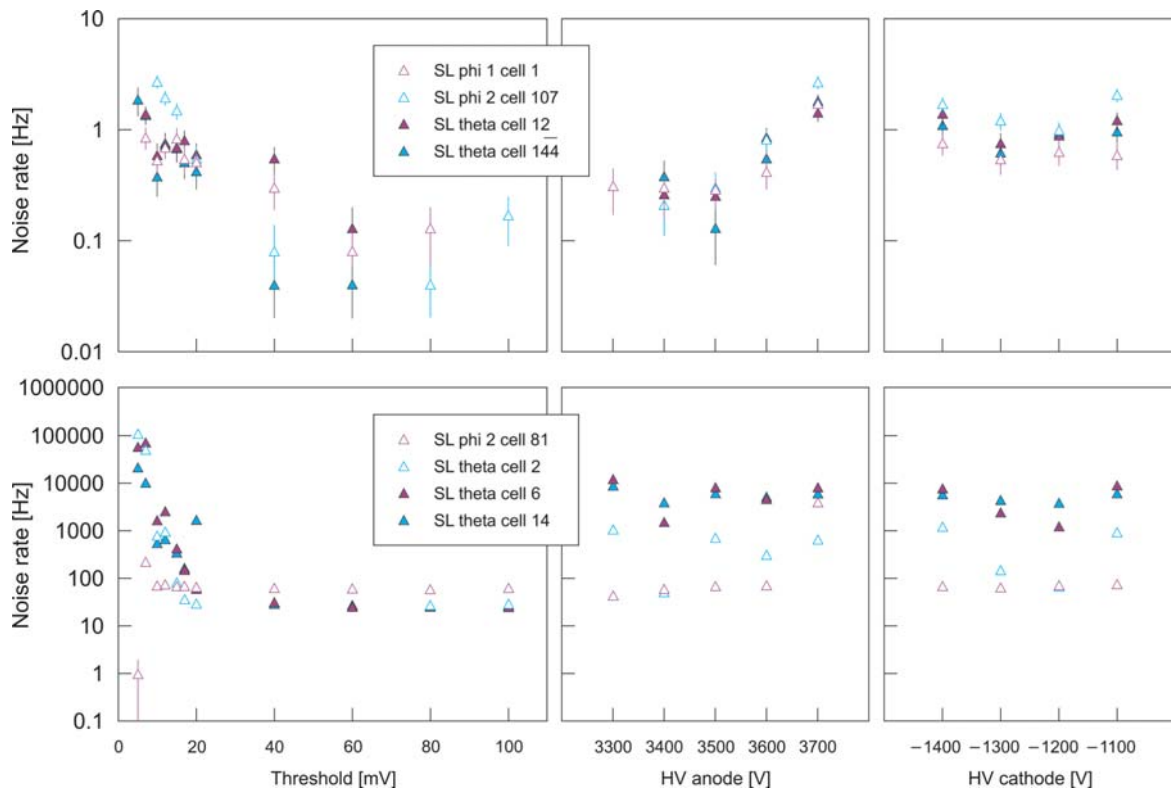 10
1
0.1
0.01
Noise rate [Hz]
SL phi 1 cell 1
SL phi 2 cell 107
SL theta cell 12
SL theta cell 144
1000000
100000
10000
1000
100
10
1
0.1
Noise rate [Hz]
SL phi 2 cell 81
SL theta cell 2
SL theta cell 6
SL theta cell 14
0 20 40 60 80 100
3300 3400 3500 3600 3700
−1400 −1300 −1200 −1100
Threshold [mV]
HV anode [V]
HV cathode [V]